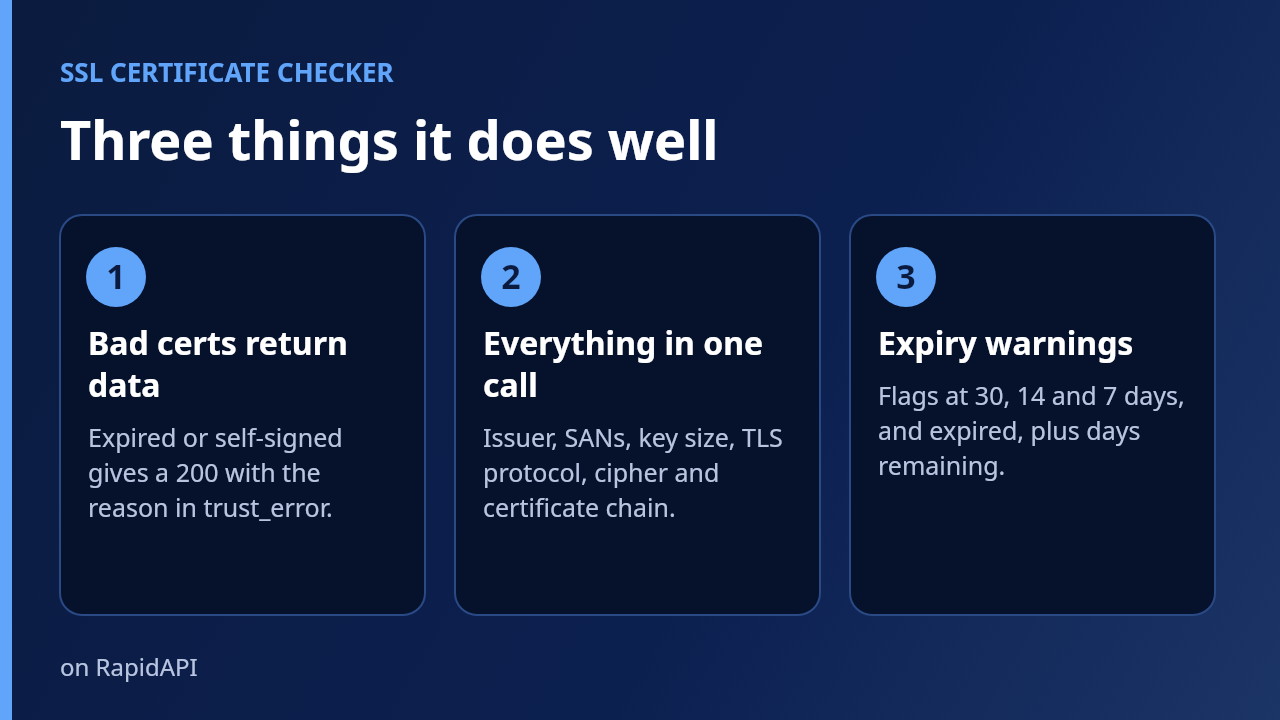 SSL CERTIFICATE CHECKER
Three things it does well
1
Bad certs return
data
Expired or self-signed
gives a 200 with the
reason in trust_error.
2
Everything in one
call
Issuer, SANs, key size, TLS
protocol, cipher and
certificate chain.
3
Expiry warnings
Flags at 30, 14 and 7 days,
and expired, plus days
remaining.
on RapidAPI